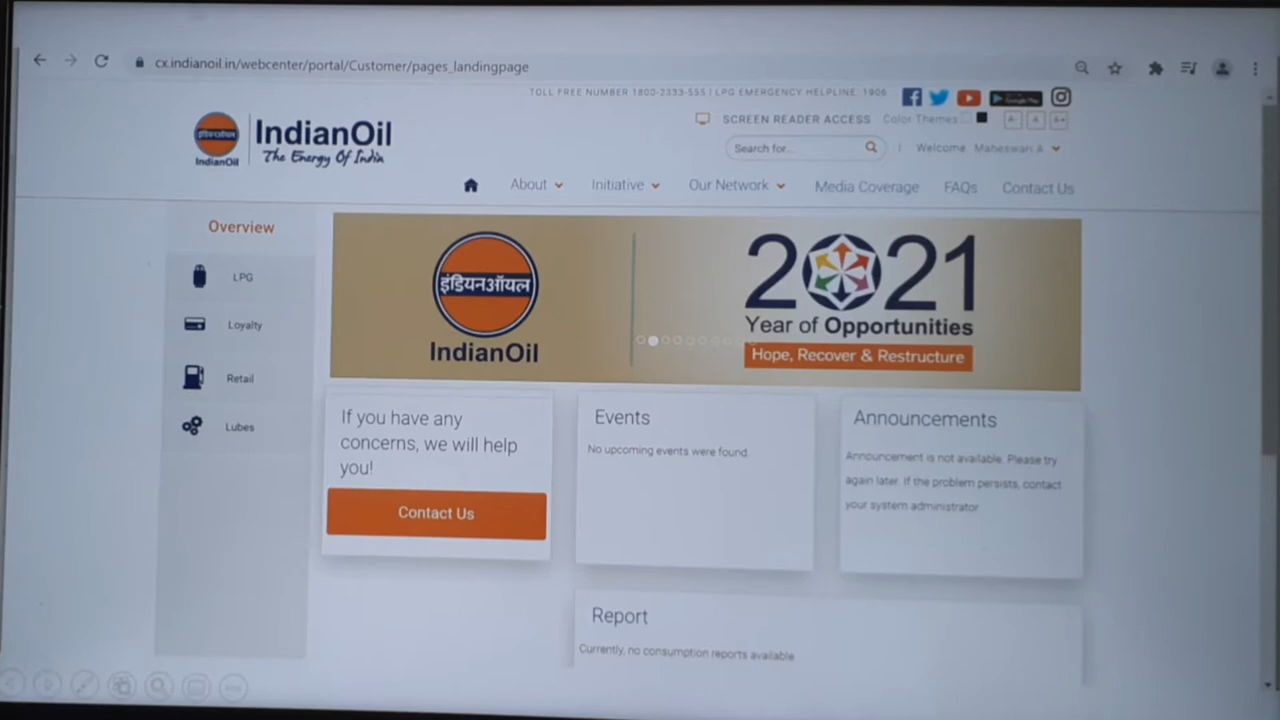 cx.indianoil.in/webcenter/portal/Customer/pages_landingpage
TOLL FREE NUMBER 1800-2333-555 | LPG EMERGENCY HELPLINE: 1906
SCREEN READER ACCESS Color Themes A- A A+
इंडियनऑयल
IndianOil
IndianOil
The Energy Of India
Search for...
Welcome Maheswari A
About
Initiative
Our Network
Media Coverage
FAQs
Contact Us
Overview
LPG
Loyalty
Retail
Lubes
इंडियनऑयल
IndianOil
2021
Year of Opportunities
Hope, Recover & Restructure
If you have any
concerns, we will help
you!
Contact Us
Events
No upcoming events were found.
Announcements
Announcement is not available. Please try
again later. If the problem persists, contact
your system administrator
Report
Currently, no consumption reports available